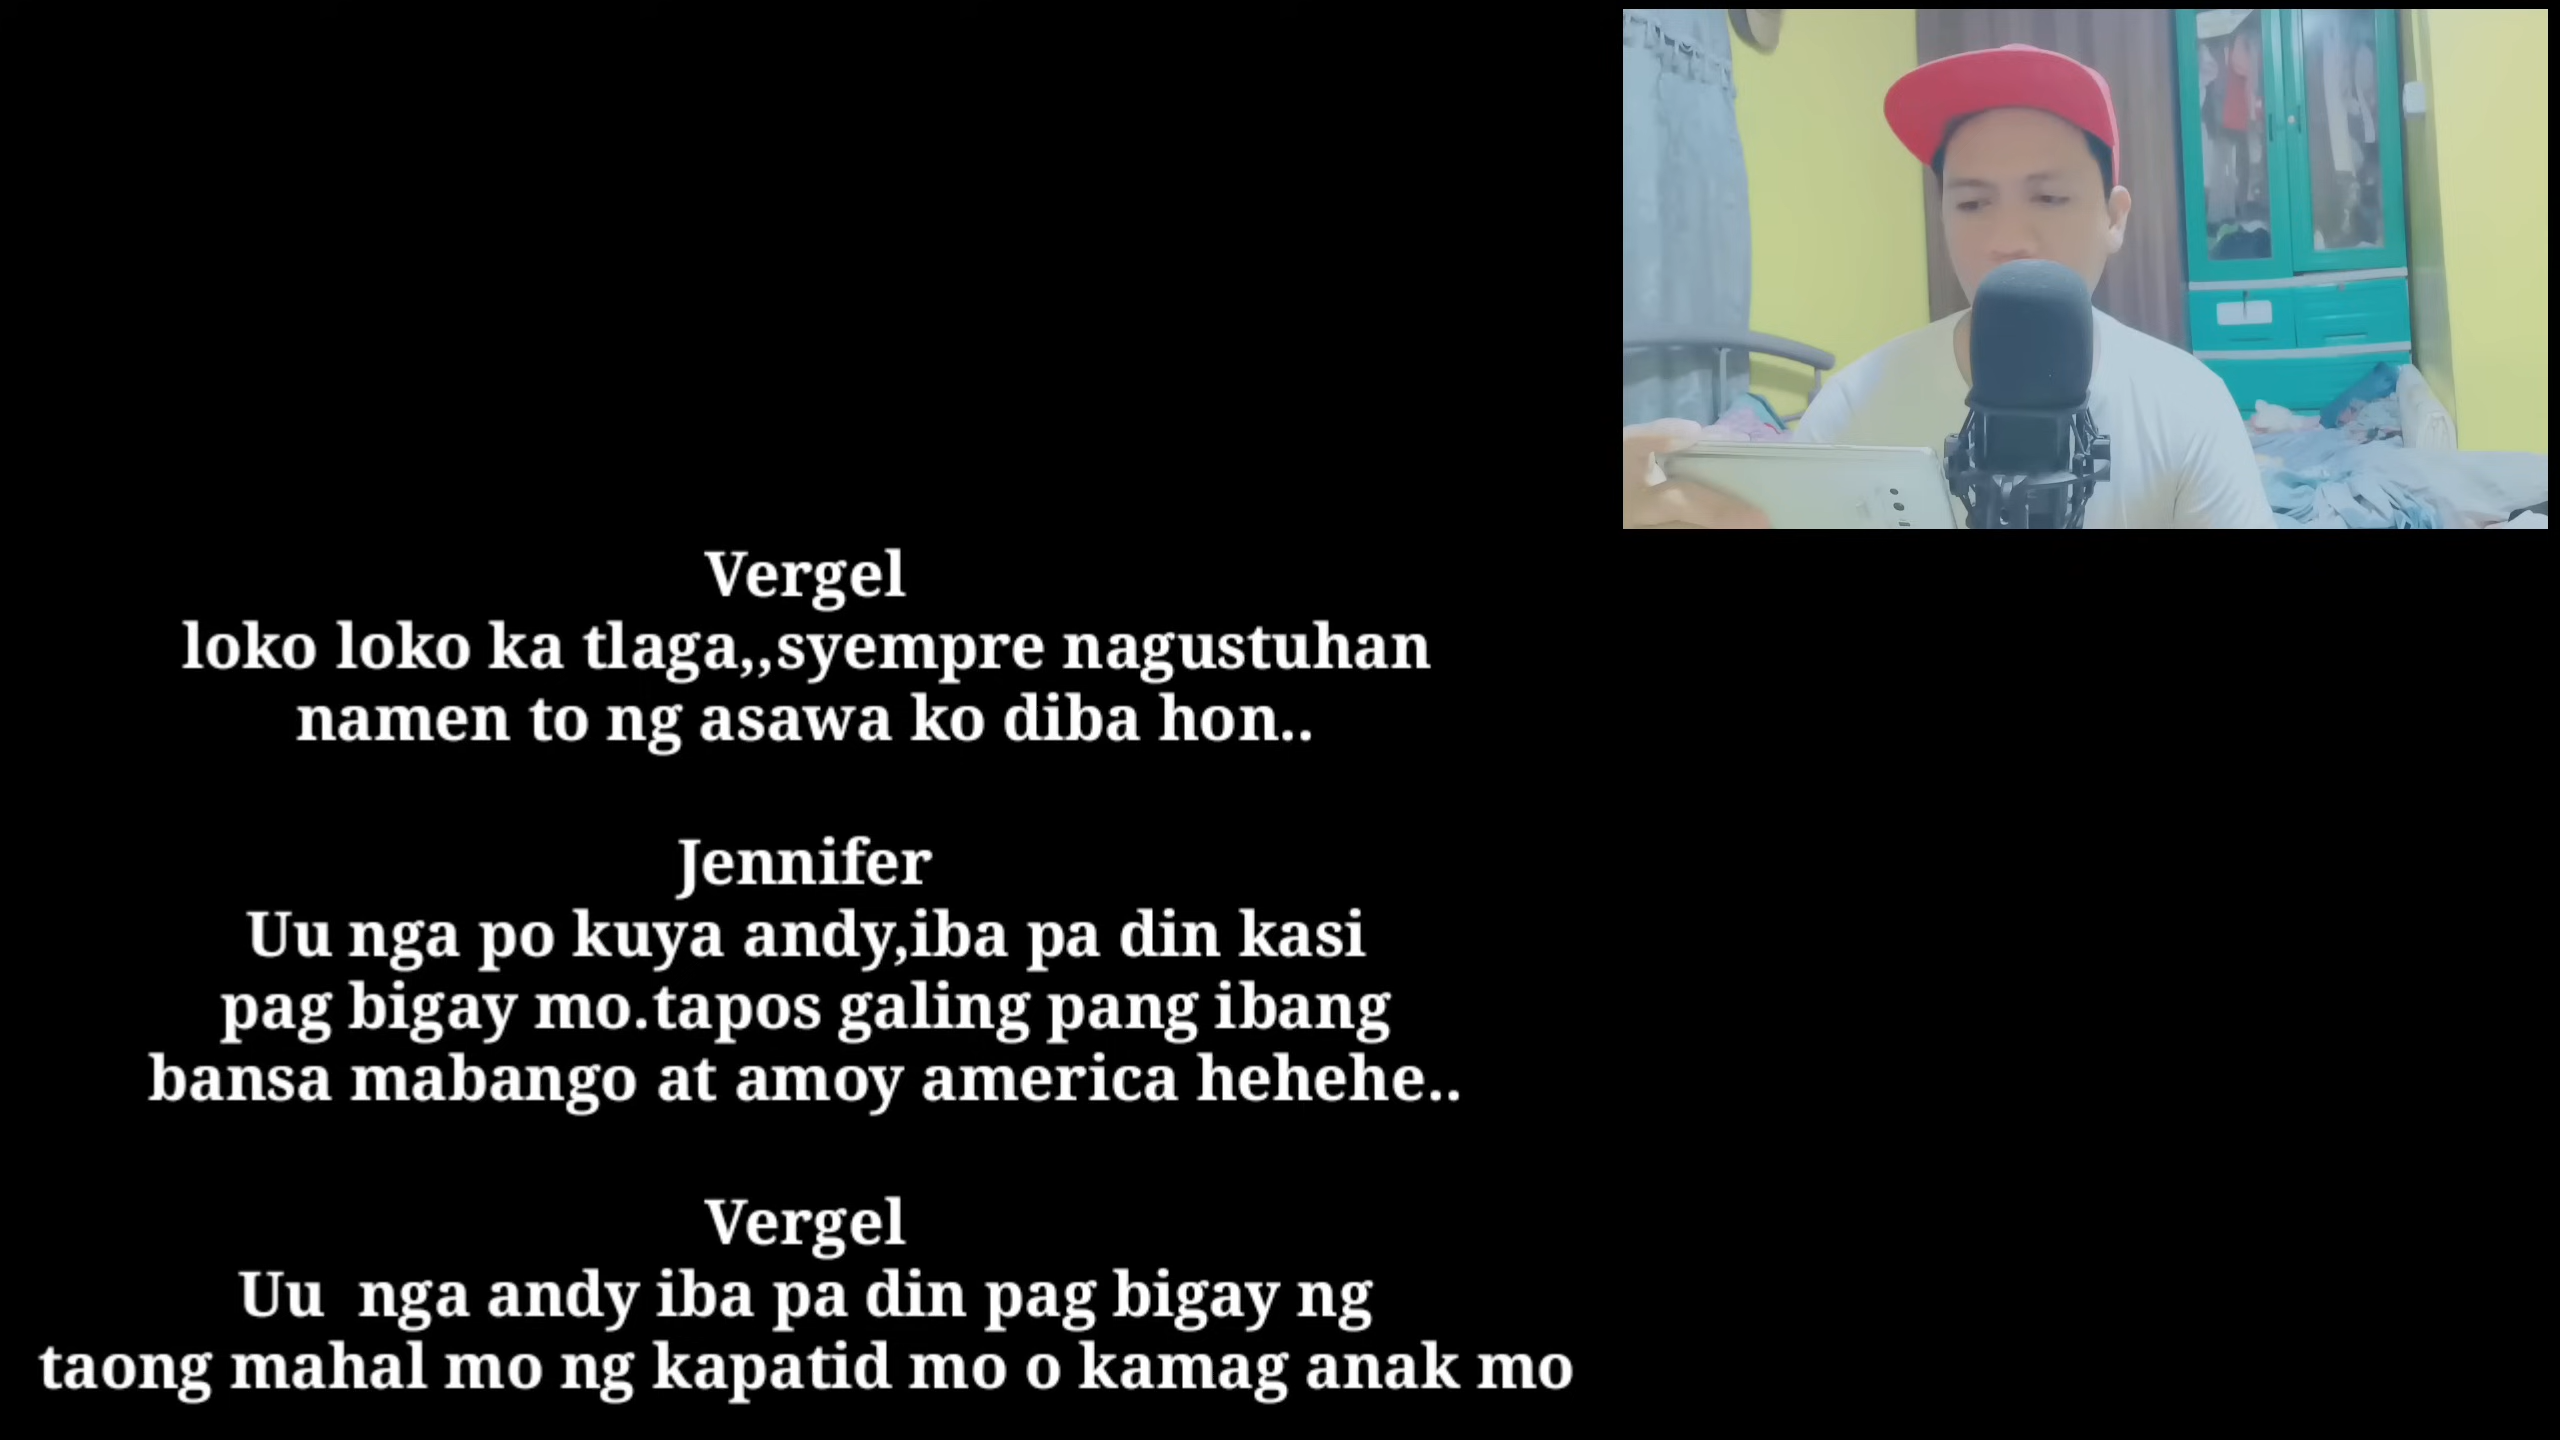 Vergel
loko loko ka tlaga,,syempre nagustuhan
namen to ng asawa ko diba hon..
Jennifer
Uu nga po kuya andy,iba pa din kasi
pag bigay mo.tapos galing pang ibang
bansa mabango at amoy america hehehe..
Vergel
Uu  nga andy iba pa din pag bigay ng
taong mahal mo ng kapatid mo o kamag anak mo